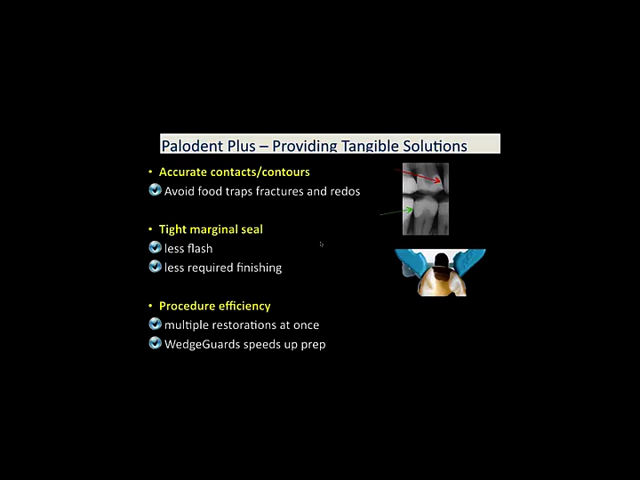 Palodent Plus – Providing Tangible Solutions
• Accurate contacts/contours
Avoid food traps fractures and redos
• Tight marginal seal
less flash
less required finishing
• Procedure efficiency
multiple restorations at once
WedgeGuards speeds up prep